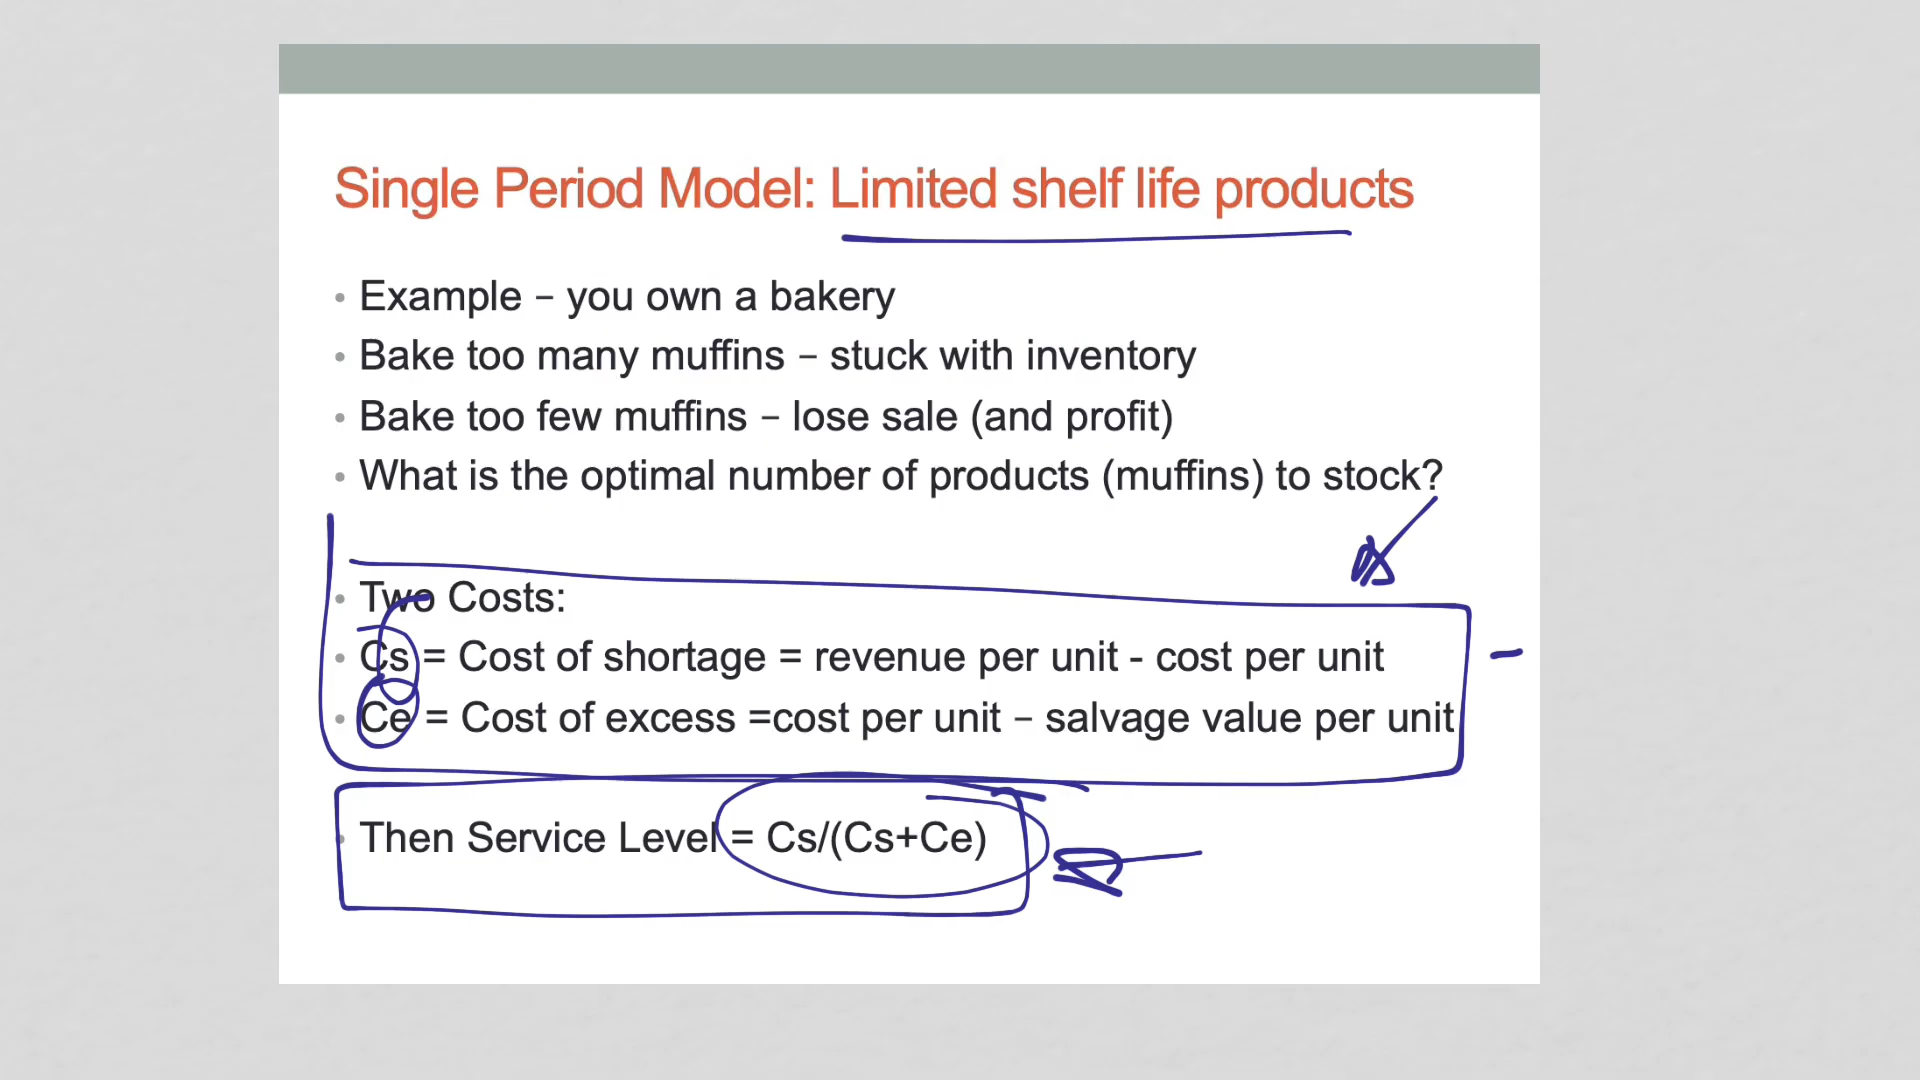 Single Period Model: Limited shelf life products
• Example – you own a bakery
• Bake too many muffins – stuck with inventory
• Bake too few muffins – lose sale (and profit)
• What is the optimal number of products (muffins) to stock?
• Two Costs:
• Cs = Cost of shortage = revenue per unit - cost per unit
• Ce = Cost of excess =cost per unit – salvage value per unit
• Then Service Level = Cs/(Cs+Ce)